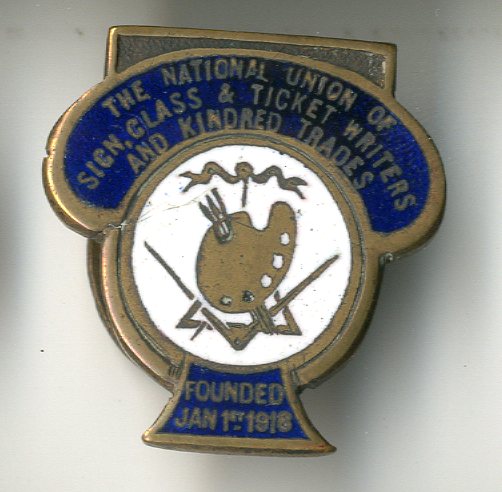 THE NATIONAL UNION OF
SIGN, GLASS & TICKET WRITERS
AND KINDRED TRADES
FOUNDED
JAN 1ST 1918